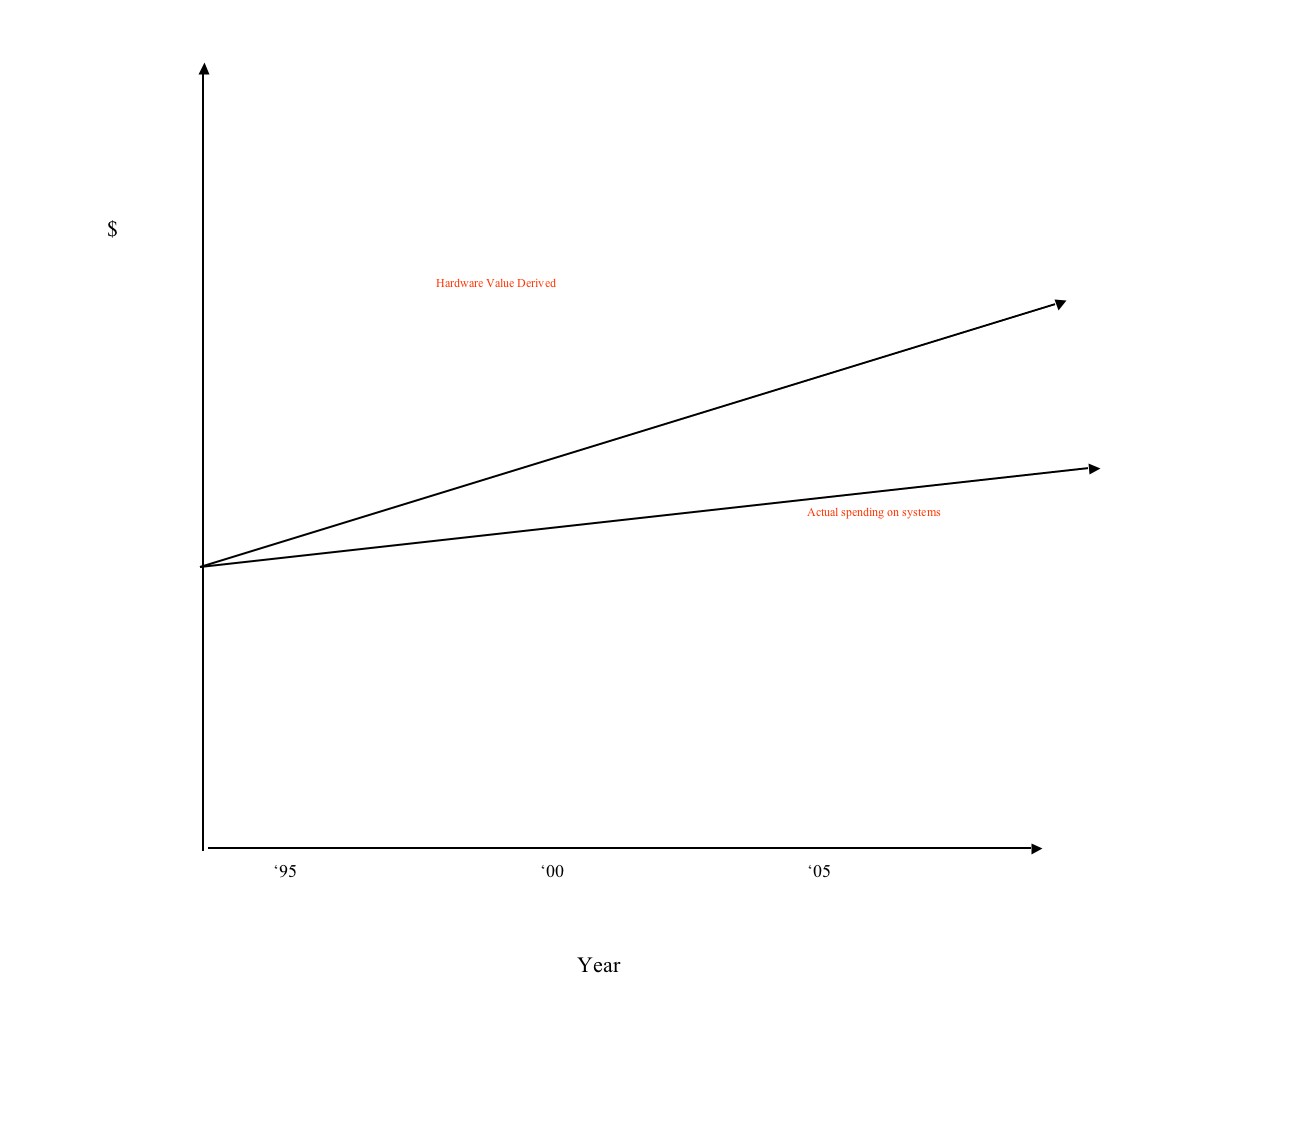 $
Hardware Value Derived
Actual spending on systems
‘95
‘00
‘05
Year